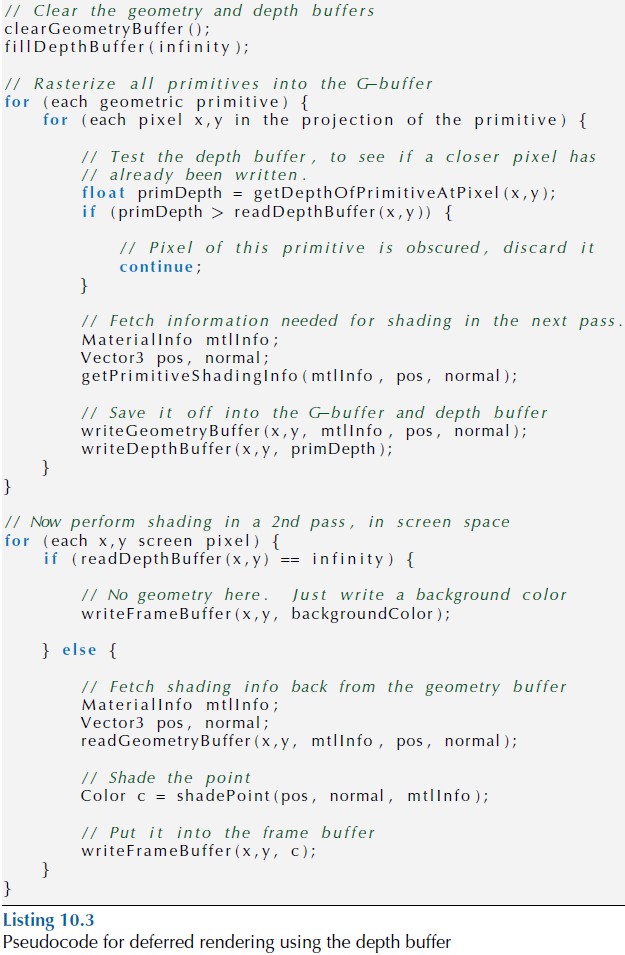 // Clear the geometry and depth buffers
clearGeometryBuffer();
fillDepthBuffer(infinity);

// Rasterize all primitives into the G-buffer
for (each geometric primitive) {
    for (each pixel x,y in the projection of the primitive) {

        // Test the depth buffer, to see if a closer pixel has
        // already been written.
        float primDepth = getDepthOfPrimitiveAtPixel(x,y);
        if (primDepth > readDepthBuffer(x,y)) {

            // Pixel of this primitive is obscured, discard it
            continue;
        }

        // Fetch information needed for shading in the next pass.
        MaterialInfo mtlInfo;
        Vector3 pos, normal;
        getPrimitiveShadingInfo(mtlInfo, pos, normal);

        // Save it off into the G-buffer and depth buffer
        writeGeometryBuffer(x,y, mtlInfo, pos, normal);
        writeDepthBuffer(x,y, primDepth);
    }
}

// Now perform shading in a 2nd pass, in screen space
for (each x,y screen pixel) {
    if (readDepthBuffer(x,y) == infinity) {

        // No geometry here. Just write a background color
        writeFrameBuffer(x,y, backgroundColor);

    } else {

        // Fetch shading info back from the geometry buffer
        MaterialInfo mtlInfo;
        Vector3 pos, normal;
        readGeometryBuffer(x,y, mtlInfo, pos, normal);

        // Shade the point
        Color c = shadePoint(pos, normal, mtlInfo);

        // Put it into the frame buffer
        writeFrameBuffer(x,y, c);
    }
}
Listing 10.3
Pseudocode for deferred rendering using the depth buffer